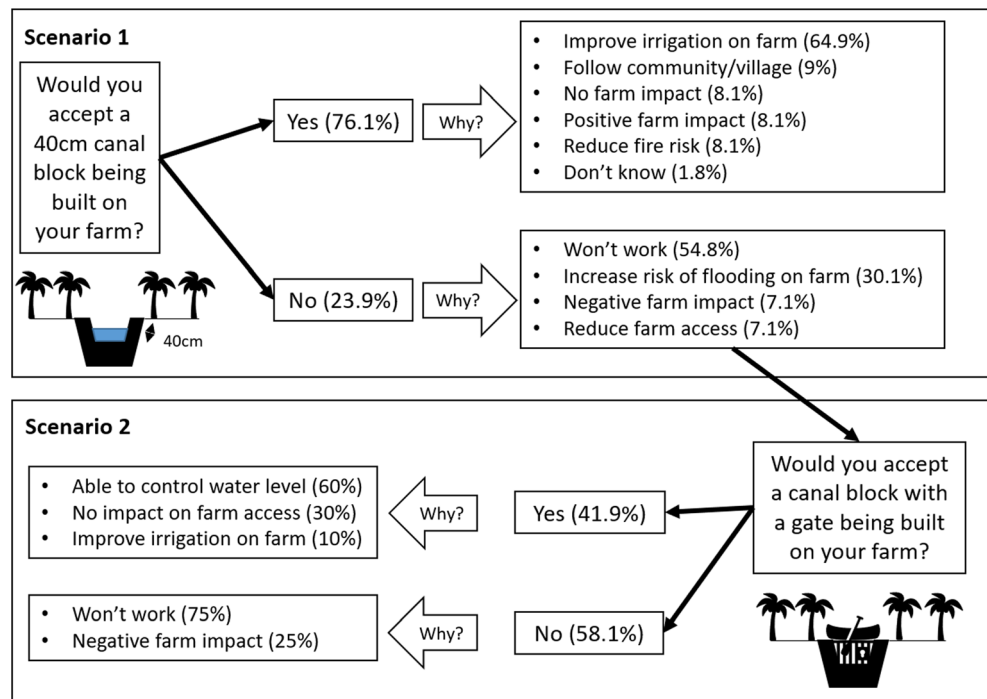 Scenario 1
Would you
accept a
40cm canal
block being
built on
your farm?
40cm
Yes (76.1%)
Why?
• Improve irrigation on farm (64.9%)
• Follow community/village (9%)
• No farm impact (8.1%)
• Positive farm impact (8.1%)
• Reduce fire risk (8.1%)
• Don't know (1.8%)
No (23.9%)
Why?
• Won't work (54.8%)
• Increase risk of flooding on farm (30.1%)
• Negative farm impact (7.1%)
• Reduce farm access (7.1%)
Scenario 2
Would you accept
a canal block with
a gate being built
on your farm?
Yes (41.9%)
Why?
• Able to control water level (60%)
• No impact on farm access (30%)
• Improve irrigation on farm (10%)
No (58.1%)
Why?
• Won't work (75%)
• Negative farm impact (25%)